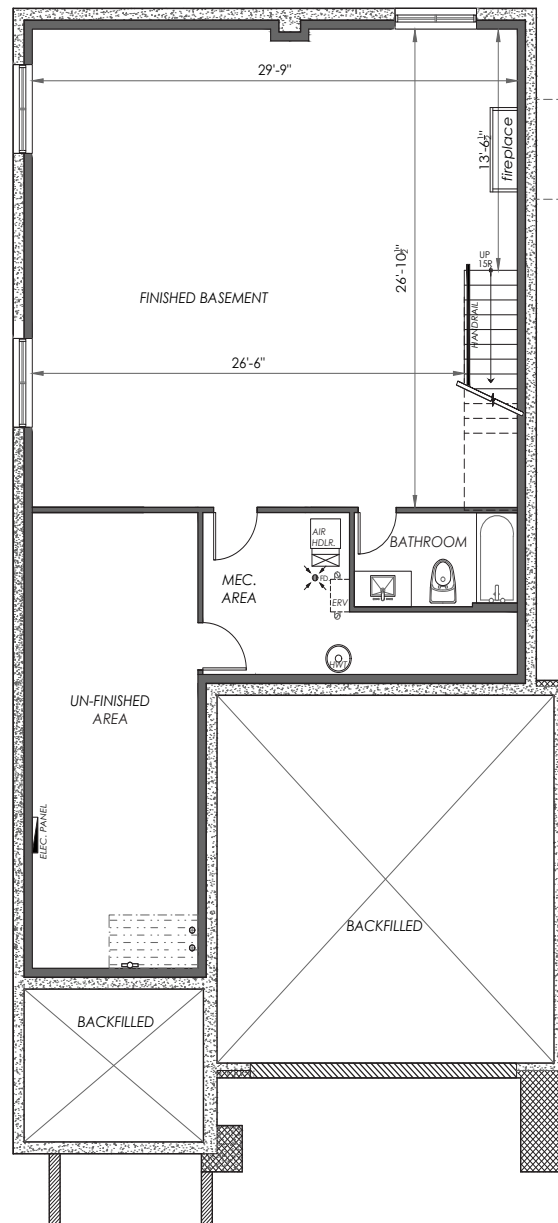 29'-9"
13'-6½"
fireplace
UP
15R
26'-10½"
HANDRAIL
FINISHED BASEMENT
26'-6"
AIR
HDLR.
BATHROOM
FD
MEC.
AREA
ERV
HWT
UN-FINISHED
AREA
ELEC. PANEL
BACKFILLED
BACKFILLED